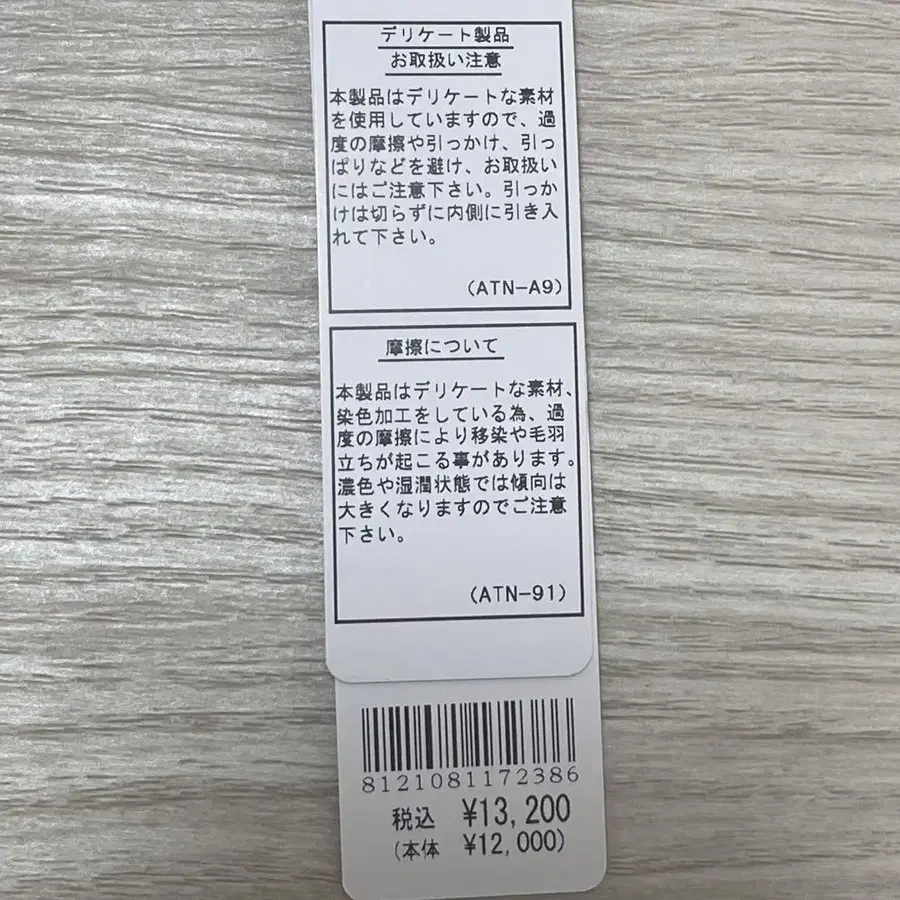 デリケート製品
お取扱い注意
本製品はデリケートな素材
を使用していますので、過
度の摩擦や引っかけ、引っ
ぱりなどを避け、お取扱い
にはご注意下さい。引っか
けは切らずに内側に引き入
れて下さい。
(ATN-A9)
摩擦について
本製品はデリケートな素材、
染色加工をしている為、過
度の摩擦により移染や毛羽
立ちが起こる事があります。
濃色や湿潤状態では傾向は
大きくなりますのでご注意
下さい。
(ATN-91)
8121081172386
税込 ¥13,200
(本体 ¥12,000)